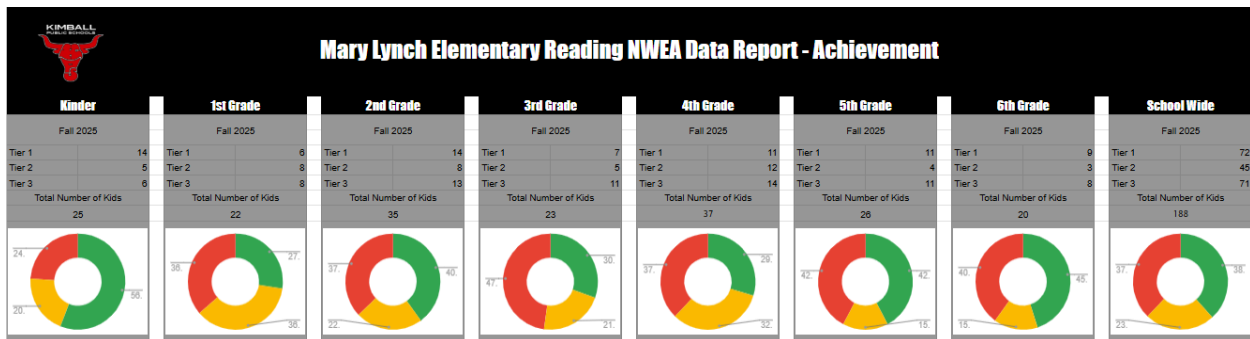 KIMBALL
PUBLIC SCHOOLS
Mary Lynch Elementary Reading NWEA Data Report - Achievement
Kinder 1st Grade 2nd Grade 3rd Grade 4th Grade 5th Grade 6th Grade School Wide
Fall 2025 Fall 2025 Fall 2025 Fall 2025 Fall 2025 Fall 2025 Fall 2025 Fall 2025
Tier 1 14 Tier 1 6 Tier 1 14 Tier 1 7 Tier 1 11 Tier 1 11 Tier 1 9 Tier 1 72
Tier 2 5 Tier 2 8 Tier 2 8 Tier 2 5 Tier 2 12 Tier 2 4 Tier 2 3 Tier 2 45
Tier 3 6 Tier 3 8 Tier 3 13 Tier 3 11 Tier 3 14 Tier 3 11 Tier 3 8 Tier 3 71
Total Number of Kids Total Number of Kids Total Number of Kids Total Number of Kids Total Number of Kids Total Number of Kids Total Number of Kids Total Number of Kids
25 22 35 23 37 26 20 188
24. 56. 20.
36. 27. 36.
37. 40. 22.
47. 30. 21.
37. 29. 32.
42. 42. 15.
40. 45. 15.
37. 38. 23.